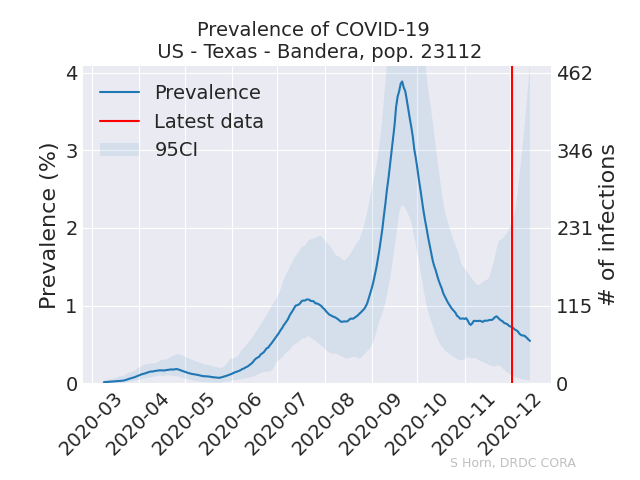 Prevalence of COVID-19
US - Texas - Bandera, pop. 23112
Prevalence
Latest data
95CI
Prevalence (%)
4
3
2
1
0
462
346
231
115
0
# of infections
2020-03
2020-04
2020-05
2020-06
2020-07
2020-08
2020-09
2020-10
2020-11
2020-12
S Horn, DRDC CORA